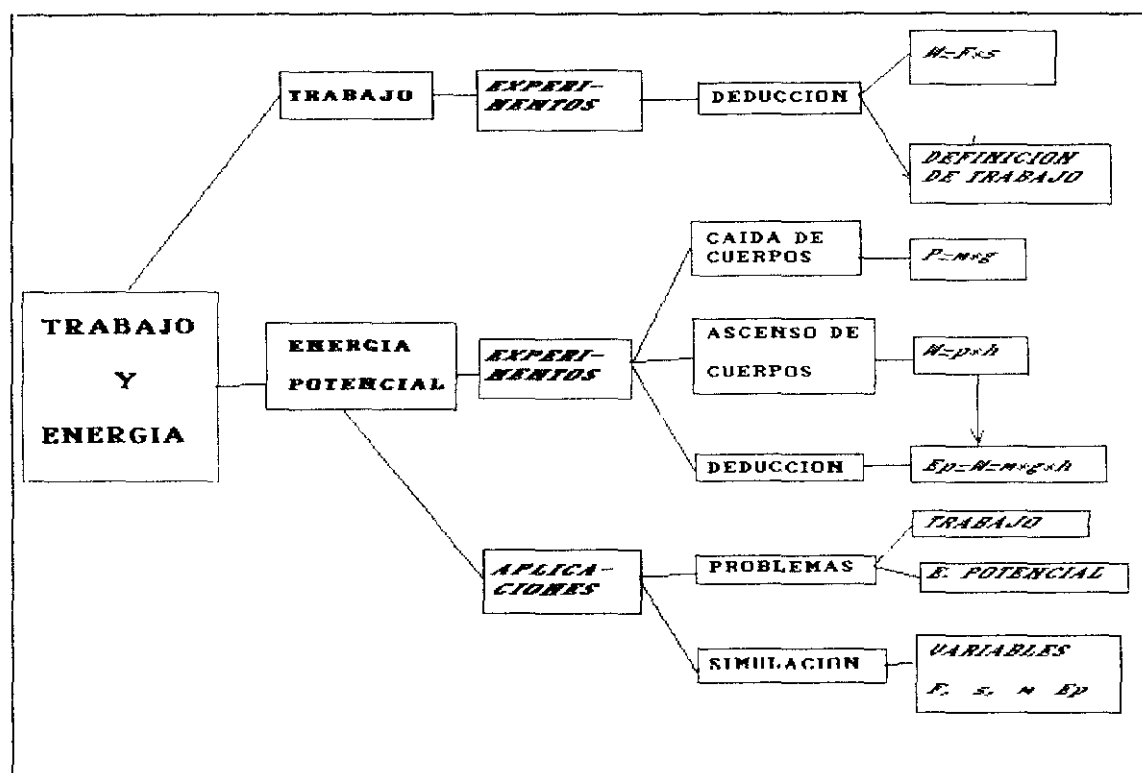 TRABAJO
Y
ENERGIA
TRABAJO
EXPERI-
MENTOS
DEDUCCION
W=F*s
DEFINICION
DE TRABAJO
ENERGIA
POTENCIAL
EXPERI-
MENTOS
CAIDA DE
CUERPOS
P=m*g
ASCENSO DE
CUERPOS
W=p*h
DEDUCCION
Ep=W=m*g*h
APLICA-
CIONES
PROBLEMAS
TRABAJO
E. POTENCIAL
SIMULACION
VARIABLES
F, s, m Ep